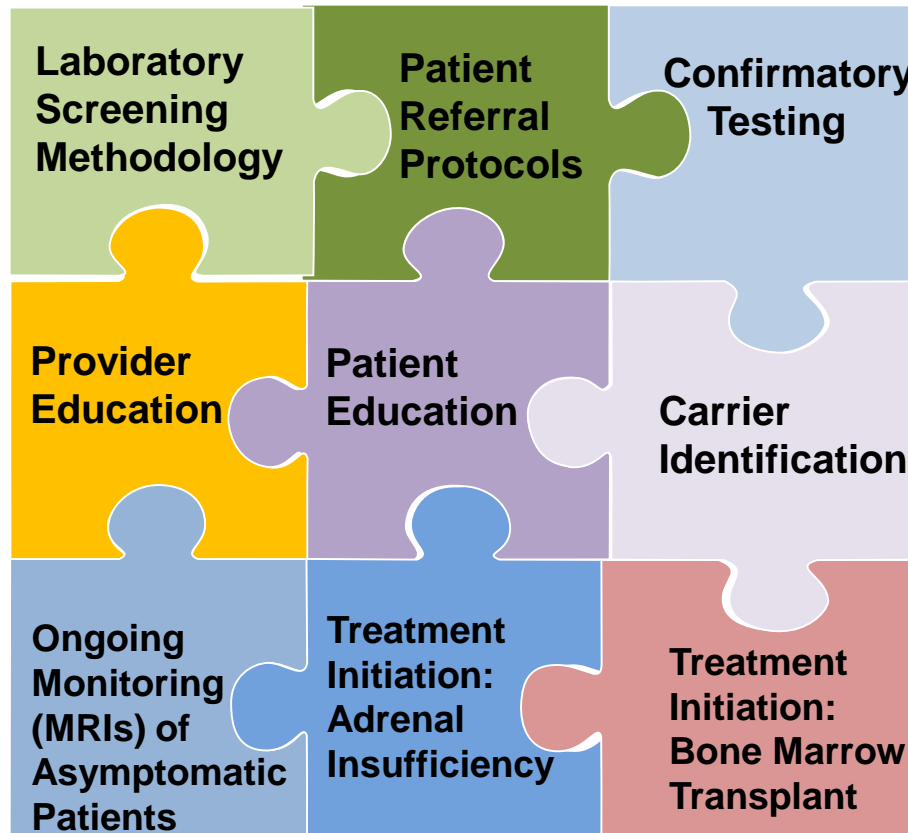 Laboratory
Screening
Methodology
Patient
Referral
Protocols
Confirmatory
Testing
Provider
Education
Patient
Education
Carrier
Identification
Ongoing
Monitoring
(MRIs) of
Asymptomatic
Patients
Treatment
Initiation:
Adrenal
Insufficiency
Treatment
Initiation:
Bone Marrow
Transplant